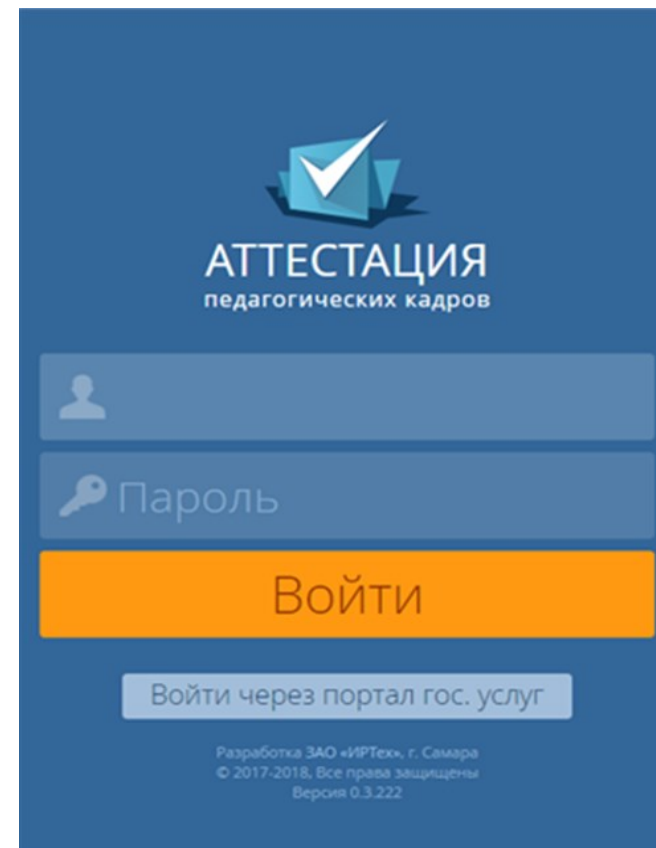 АТТЕСТАЦИЯ
педагогических кадров
Пароль
Войти
Войти через портал гос. услуг
Разработка ЗАО «ИРТех», г. Самара
© 2017-2018, Все права защищены
Версия 0.3.222